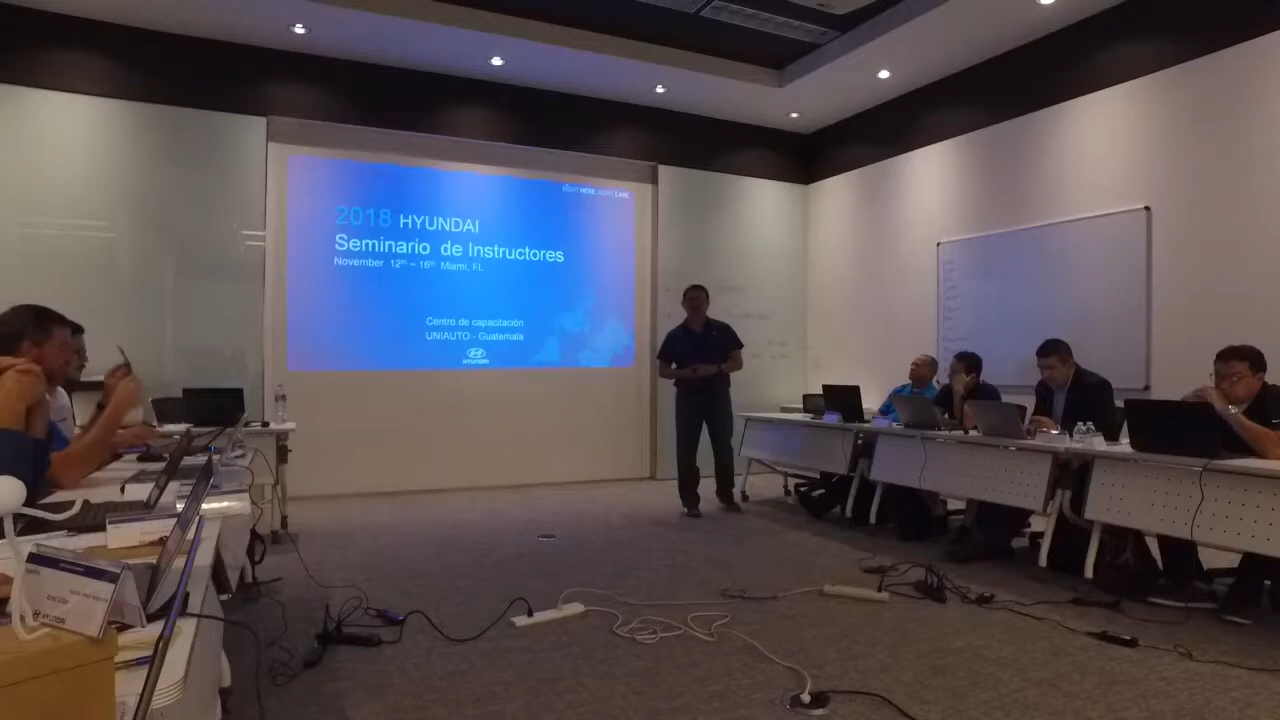 RIGHT HERE. RIGHT CARE.
2018 HYUNDAI
Seminario de Instructores
November 12th ~ 16th Miami, FL
Centro de capacitación
UNIAUTO - Guatemala
HYUNDAI
HYUNDAI